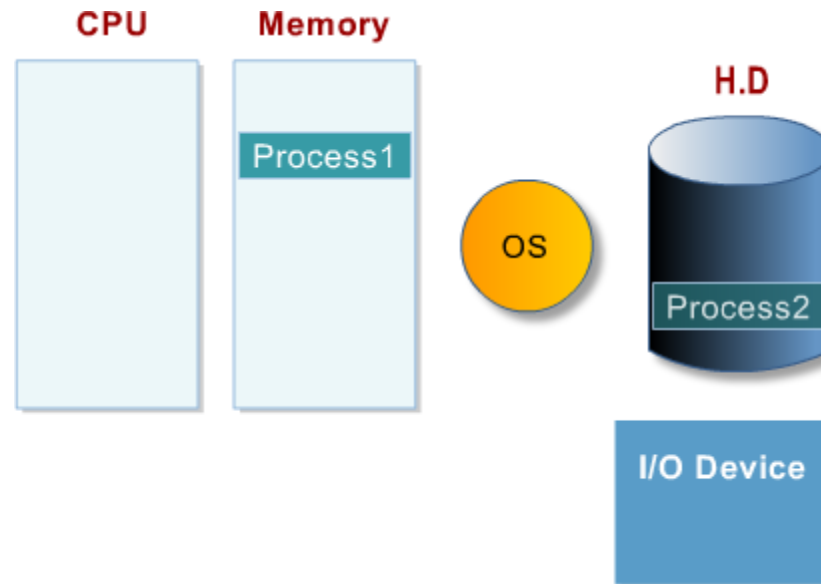 CPU
Memory
H.D
Process1
OS
Process2
I/O Device